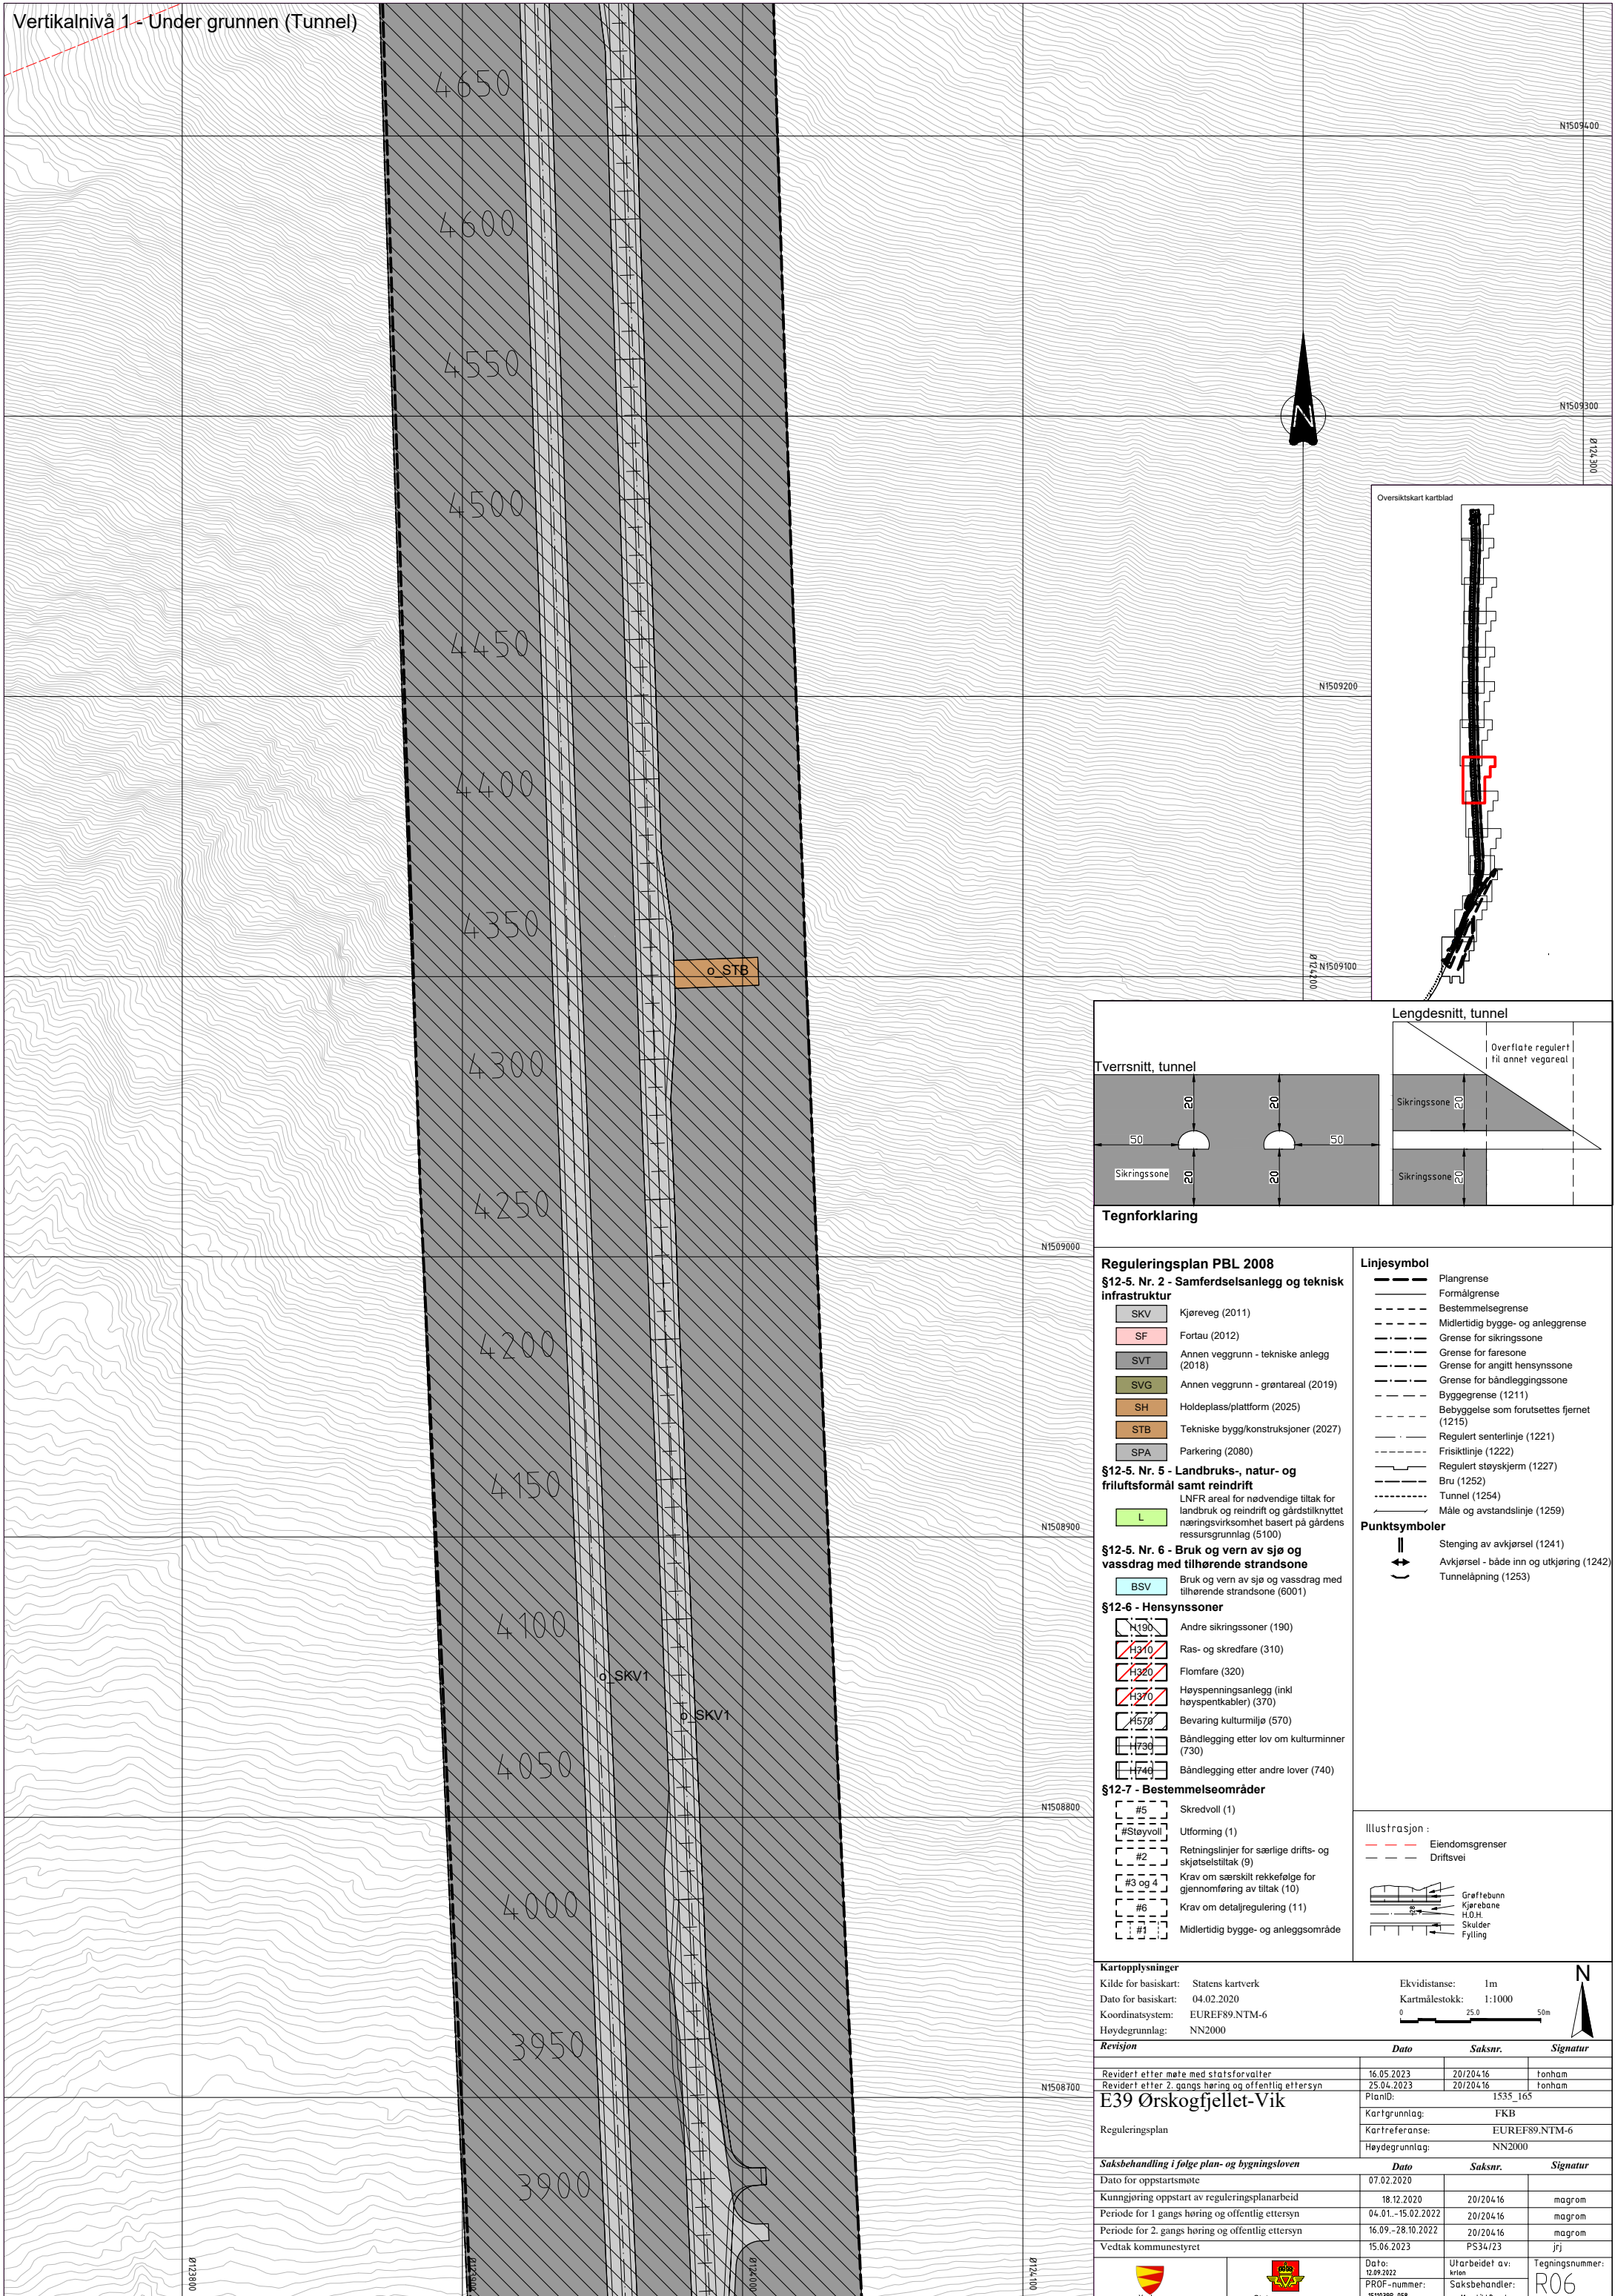 Vertikalnivå 1 - Under grunnen (Tunnel)
4650
N1509400
4600
4550
N1509300
Ø124300
N
4500
Oversiktskart kartblad
4450
N1509200
4400
4350
o_STB
N1509100
Ø124200
4300
Tverrsnitt, tunnel
20
20
50
50
Sikringssone
20
20
Lengdesnitt, tunnel
Overflate regulert
til annet vegareal
Sikringssone 20
Sikringssone 20
4250
N1509000
4200
4150
N1508900
4100
o_SKV1
o_SKV1
4050
N1508800
4000
3950
N1508700
3900
Ø123800
Ø124000
Ø124100
Tegnforklaring
Reguleringsplan PBL 2008
§12-5. Nr. 2 - Samferdselsanlegg og teknisk
infrastruktur
SKV Kjøreveg (2011)
SF Fortau (2012)
SVT Annen veggrunn - tekniske anlegg
(2018)
SVG Annen veggrunn - grøntareal (2019)
SH Holdeplass/plattform (2025)
STB Tekniske bygg/konstruksjoner (2027)
SPA Parkering (2080)
§12-5. Nr. 5 - Landbruks-, natur- og
friluftsformål samt reindrift
L LNFR areal for nødvendige tiltak for
landbruk og reindrift og gårdstilknyttet
næringsvirksomhet basert på gårdens
ressursgrunnlag (5100)
§12-5. Nr. 6 - Bruk og vern av sjø og
vassdrag med tilhørende strandsone
BSV Bruk og vern av sjø og vassdrag med
tilhørende strandsone (6001)
§12-6 - Hensynssoner
H190 Andre sikringssoner (190)
H310 Ras- og skredfare (310)
H320 Flomfare (320)
H370 Høyspenningsanlegg (inkl
høyspentkabler) (370)
H570 Bevaring kulturmiljø (570)
H730 Båndlegging etter lov om kulturminner
(730)
H740 Båndlegging etter andre lover (740)
§12-7 - Bestemmelseområder
#5 Skredvoll (1)
#Støyvoll Utforming (1)
#2 Retningslinjer for særlige drifts- og
skjøtselstiltak (9)
#3 og 4 Krav om særskilt rekkefølge for
gjennomføring av tiltak (10)
#6 Krav om detaljregulering (11)
#1 Midlertidig bygge- og anleggsområde
Linjesymbol
Plangrense
Formålgrense
Bestemmelsegrense
Midlertidig bygge- og anleggrense
Grense for sikringssone
Grense for faresone
Grense for angitt hensynssone
Grense for båndleggingssone
Byggegrense (1211)
Bebyggelse som forutsettes fjernet
(1215)
Regulert senterlinje (1221)
Frisiktlinje (1222)
Regulert støyskjerm (1227)
Bru (1252)
Tunnel (1254)
Måle og avstandslinje (1259)
Punktsymboler
Stenging av avkjørsel (1241)
Avkjørsel - både inn og utkjøring (1242)
Tunnelåpning (1253)
Illustrasjon :
Eiendomsgrenser
Driftsvei
Grøftebunn
Kjørebane
H.O.H.
Skulder
Fylling
Kartopplysninger
Kilde for basiskart: Statens kartverk
Dato for basiskart: 04.02.2020
Koordinatsystem: EUREF89.NTM-6
Høydegrunnlag: NN2000
Ekvidistanse: 1m
Kartmålestokk: 1:1000
0 25.0 50m
N
Revisjon Dato Saksnr. Signatur
Revidert etter møte med statsforvalter 16.05.2023 20/20416 tonham
Revidert etter 2. gangs høring og offentlig ettersyn 25.04.2023 20/20416 tonham
E39 Ørskogfjellet-Vik
Reguleringsplan
PlanID: 1535_165
Kartgrunnlag: FKB
Kartreferanse: EUREF89.NTM-6
Høydegrunnlag: NN2000
Saksbehandling i følge plan- og bygningsloven Dato Saksnr. Signatur
Dato for oppstartsmøte 07.02.2020
Kunngjøring oppstart av reguleringsplanarbeid 18.12.2020 20/20416 magrom
Periode for 1 gangs høring og offentlig ettersyn 04.01.-15.02.2022 20/20416 magrom
Periode for 2. gangs høring og offentlig ettersyn 16.09.-28.10.2022 20/20416 magrom
Vedtak kommunestyret 15.06.2023 PS34/23 jrj
Dato: Utarbeidet av: Tegningsnummer:
12.09.2022 krlon R06
PROF-nummer: Saksbehandler: